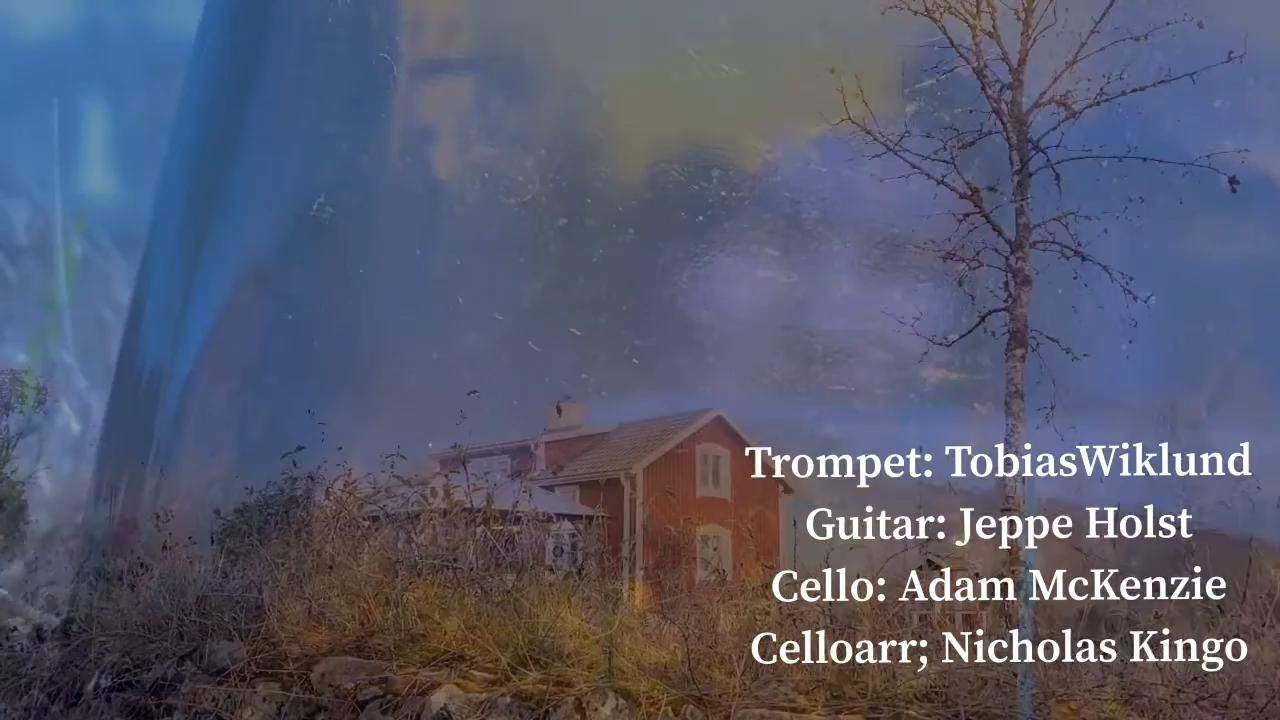 Trompet: TobiasWiklund
Guitar: Jeppe Holst
Cello: Adam McKenzie
Celloarr; Nicholas Kingo